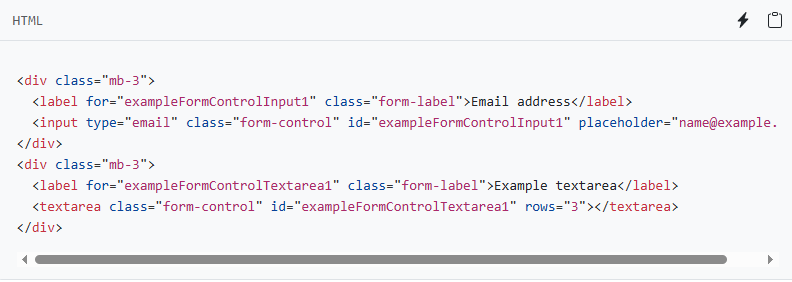 HTML
<div class="mb-3">
  <label for="exampleFormControlInput1" class="form-label">Email address</label>
  <input type="email" class="form-control" id="exampleFormControlInput1" placeholder="name@example.
</div>
<div class="mb-3">
  <label for="exampleFormControlTextarea1" class="form-label">Example textarea</label>
  <textarea class="form-control" id="exampleFormControlTextarea1" rows="3"></textarea>
</div>